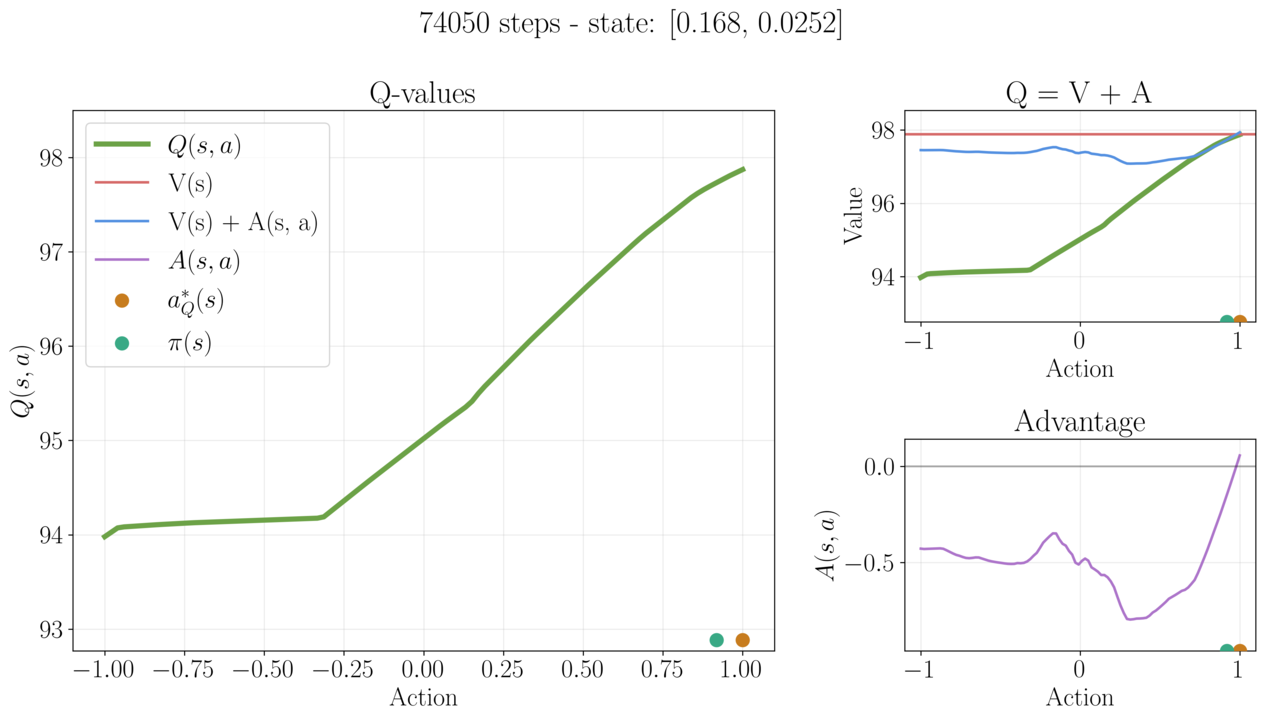 74050 steps - state: [0.168, 0.0252]
Q-values
Q(s, a)
V(s)
V(s) + A(s, a)
A(s, a)
a*Q(s)
π(s)
98
97
96
95
94
93
Q(s, a)
−1.00 −0.75 −0.50 −0.25 0.00 0.25 0.50 0.75 1.00
Action
Q = V + A
98
96
94
Value
−1 0 1
Action
Advantage
0.0
−0.5
A(s, a)
−1 0 1
Action